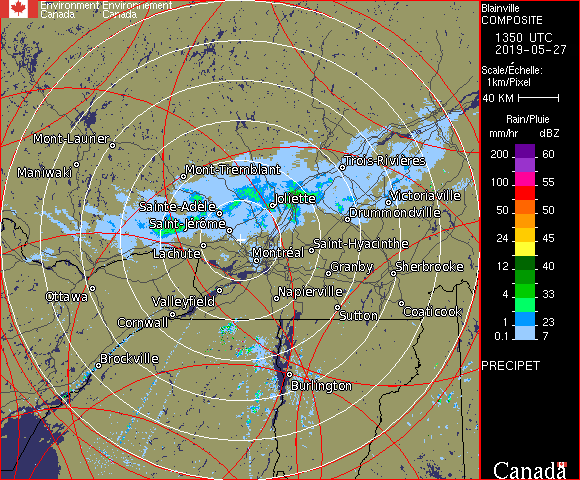 Environment Environnement
Canada Canada
Blainville
COMPOSITE
1350 UTC
2019-05-27
Scale/Échelle:
1km/Pixel
40 KM
Rain/Pluie
mm/hr dBZ
200 60
100 55
50 50
24 45
12 40
4 33
1 23
0.1 7
PRECIPET
Canada
Mont-Laurier
Maniwaki
Mont-Tremblant
Trois-Rivières
Joliette
Victoriaville
Sainte-Adèle
Drummondville
Saint-Jérôme
Lachute
Montréal
Saint-Hyacinthe
Granby
Sherbrooke
Ottawa
Valleyfield
Napierville
Cornwall
Sutton
Coaticook
Brockville
Burlington